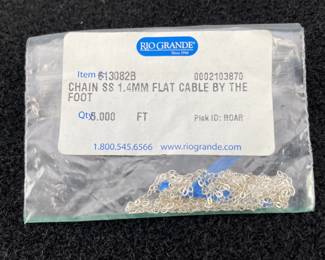 RIO GRANDE
Since 1944
Item 613082B 0002103870
CHAIN SS 1.4MM FLAT CABLE BY THE
FOOT
Qty 5.000 FT Pick ID: ROAR
1.800.545.6566 www.riogrande.com